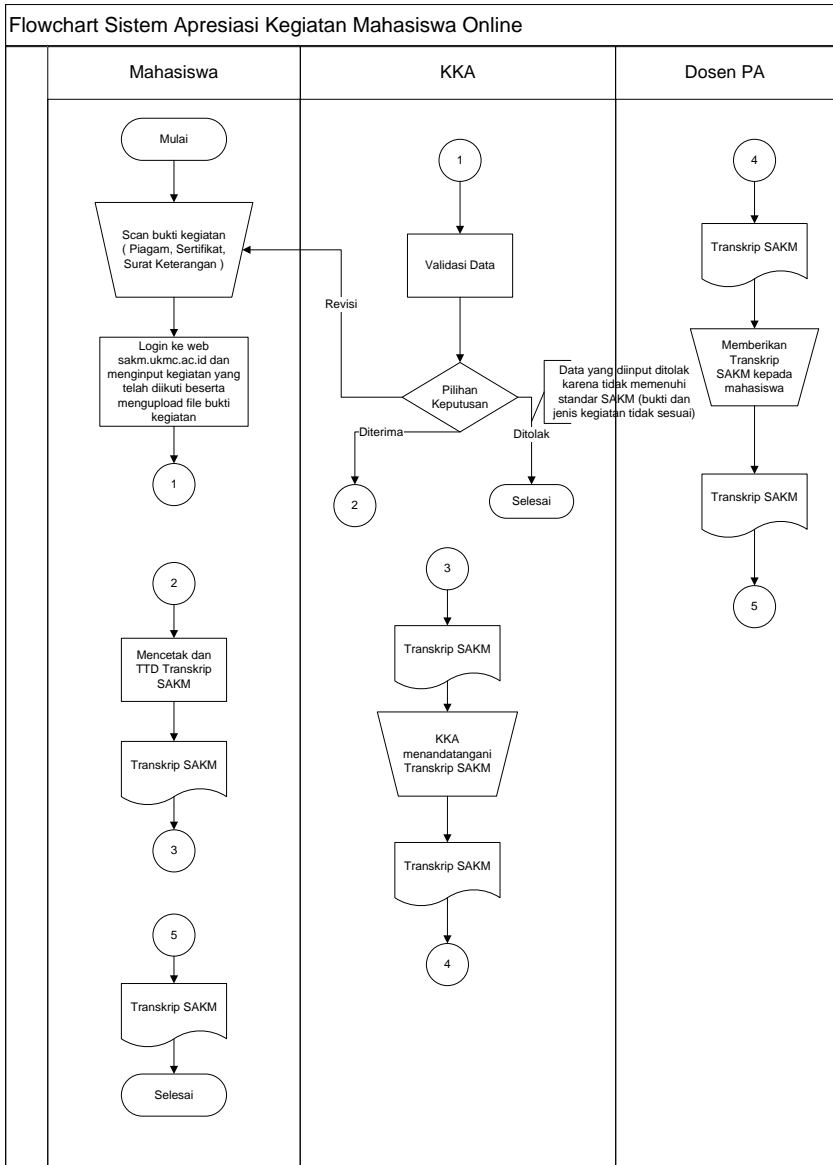 Flowchart Sistem Apresiasi Kegiatan Mahasiswa Online
Mahasiswa
KKA
Dosen PA
Mulai
Scan bukti kegiatan
( Piagam, Sertifikat,
Surat Keterangan )
Login ke web
sakm.ukmc.ac.id dan
menginput kegiatan yang
telah diikuti beserta
mengupload file bukti
kegiatan
1
2
Mencetak dan
TTD Transkrip
SAKM
Transkrip SAKM
3
5
Transkrip SAKM
Selesai
1
Validasi Data
Revisi
Pilihan
Keputusan
Diterima
Ditolak
Data yang diinput ditolak
karena tidak memenuhi
standar SAKM (bukti dan
jenis kegiatan tidak sesuai)
2
Selesai
3
Transkrip SAKM
KKA
menandatangani
Transkrip SAKM
Transkrip SAKM
4
4
Transkrip SAKM
Memberikan
Transkrip
SAKM kepada
mahasiswa
Transkrip SAKM
5